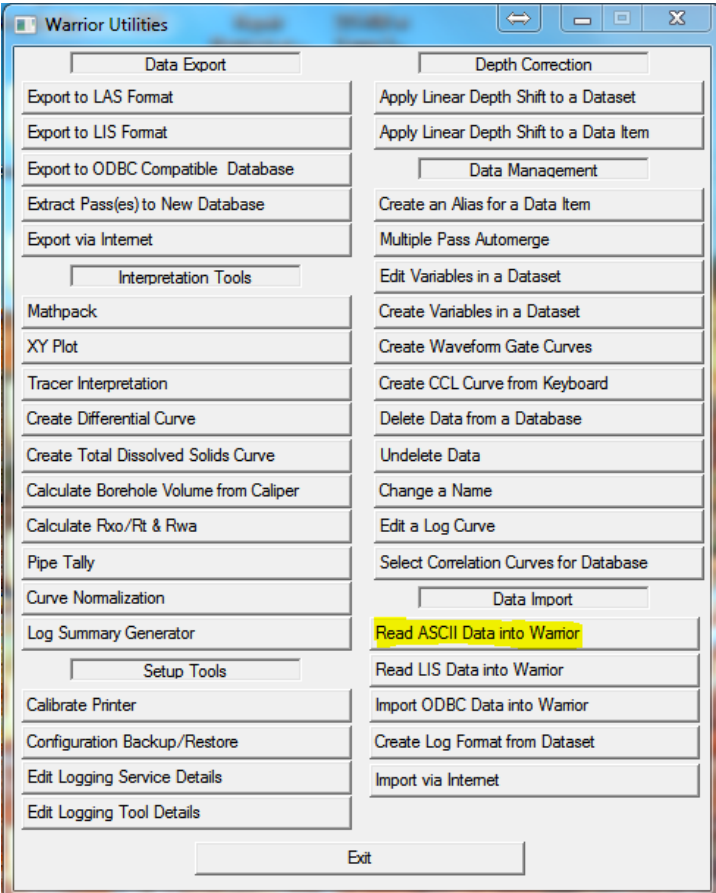 Warrior Utilities
Data Export
Export to LAS Format
Export to LIS Format
Export to ODBC Compatible Database
Extract Pass(es) to New Database
Export via Internet
Interpretation Tools
Mathpack
XY Plot
Tracer Interpretation
Create Differential Curve
Create Total Dissolved Solids Curve
Calculate Borehole Volume from Caliper
Calculate Rxo/Rt & Rwa
Pipe Tally
Curve Normalization
Log Summary Generator
Setup Tools
Calibrate Printer
Configuration Backup/Restore
Edit Logging Service Details
Edit Logging Tool Details
Depth Correction
Apply Linear Depth Shift to a Dataset
Apply Linear Depth Shift to a Data Item
Data Management
Create an Alias for a Data Item
Multiple Pass Automerge
Edit Variables in a Dataset
Create Variables in a Dataset
Create Waveform Gate Curves
Create CCL Curve from Keyboard
Delete Data from a Database
Undelete Data
Change a Name
Edit a Log Curve
Select Correlation Curves for Database
Data Import
Read ASCII Data into Warrior
Read LIS Data into Warrior
Import ODBC Data into Warrior
Create Log Format from Dataset
Import via Internet
Exit